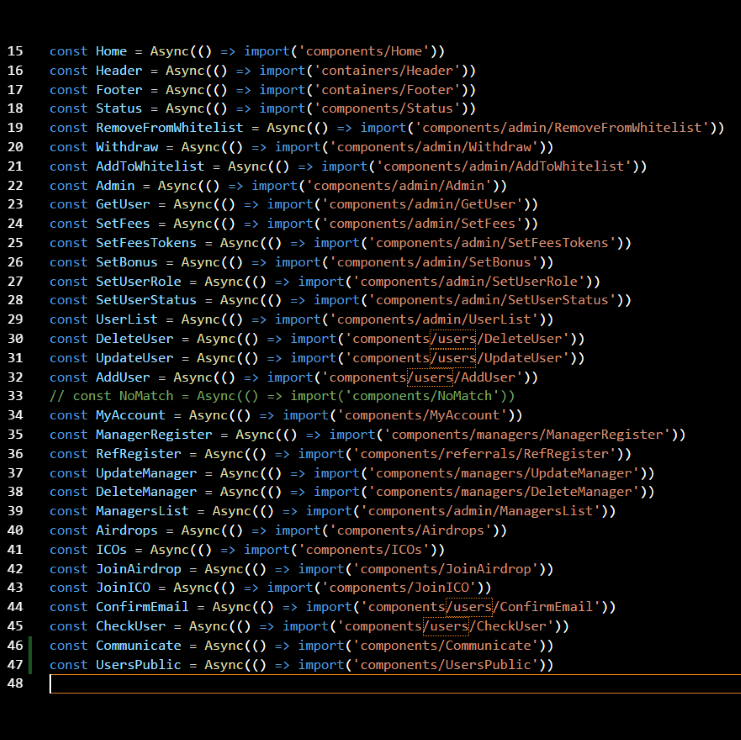 15 const Home = Async(() => import('components/Home'))
16 const Header = Async(() => import('containers/Header'))
17 const Footer = Async(() => import('containers/Footer'))
18 const Status = Async(() => import('components/Status'))
19 const RemoveFromWhitelist = Async(() => import('components/admin/RemoveFromWhitelist'))
20 const Withdraw = Async(() => import('components/admin/Withdraw'))
21 const AddToWhitelist = Async(() => import('components/admin/AddToWhitelist'))
22 const Admin = Async(() => import('components/admin/Admin'))
23 const GetUser = Async(() => import('components/admin/GetUser'))
24 const SetFees = Async(() => import('components/admin/SetFees'))
25 const SetFeesTokens = Async(() => import('components/admin/SetFeesTokens'))
26 const SetBonus = Async(() => import('components/admin/SetBonus'))
27 const SetUserRole = Async(() => import('components/admin/SetUserRole'))
28 const SetUserStatus = Async(() => import('components/admin/SetUserStatus'))
29 const UserList = Async(() => import('components/admin/UserList'))
30 const DeleteUser = Async(() => import('components/users/DeleteUser'))
31 const UpdateUser = Async(() => import('components/users/UpdateUser'))
32 const AddUser = Async(() => import('components/users/AddUser'))
33 // const NoMatch = Async(() => import('components/NoMatch'))
34 const MyAccount = Async(() => import('components/MyAccount'))
35 const ManagerRegister = Async(() => import('components/managers/ManagerRegister'))
36 const RefRegister = Async(() => import('components/referrals/RefRegister'))
37 const UpdateManager = Async(() => import('components/managers/UpdateManager'))
38 const DeleteManager = Async(() => import('components/managers/DeleteManager'))
39 const ManagersList = Async(() => import('components/admin/ManagersList'))
40 const Airdrops = Async(() => import('components/Airdrops'))
41 const ICOs = Async(() => import('components/ICOs'))
42 const JoinAirdrop = Async(() => import('components/JoinAirdrop'))
43 const JoinICO = Async(() => import('components/JoinICO'))
44 const ConfirmEmail = Async(() => import('components/users/ConfirmEmail'))
45 const CheckUser = Async(() => import('components/users/CheckUser'))
46 const Communicate = Async(() => import('components/Communicate'))
47 const UsersPublic = Async(() => import('components/UsersPublic'))
48